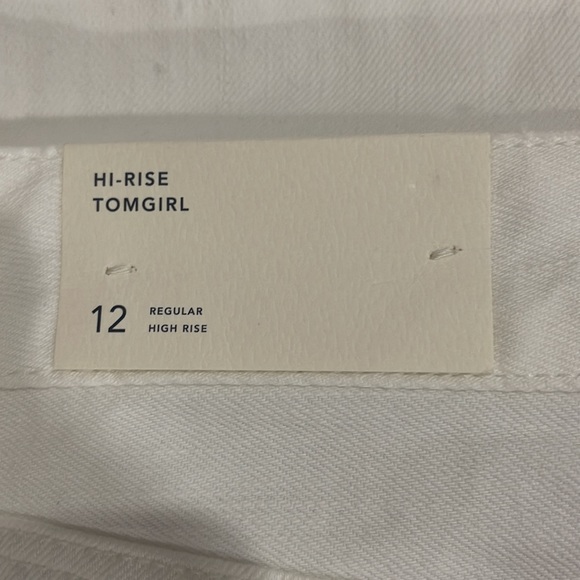 HI-RISE
TOMGIRL
12 REGULAR
HIGH RISE